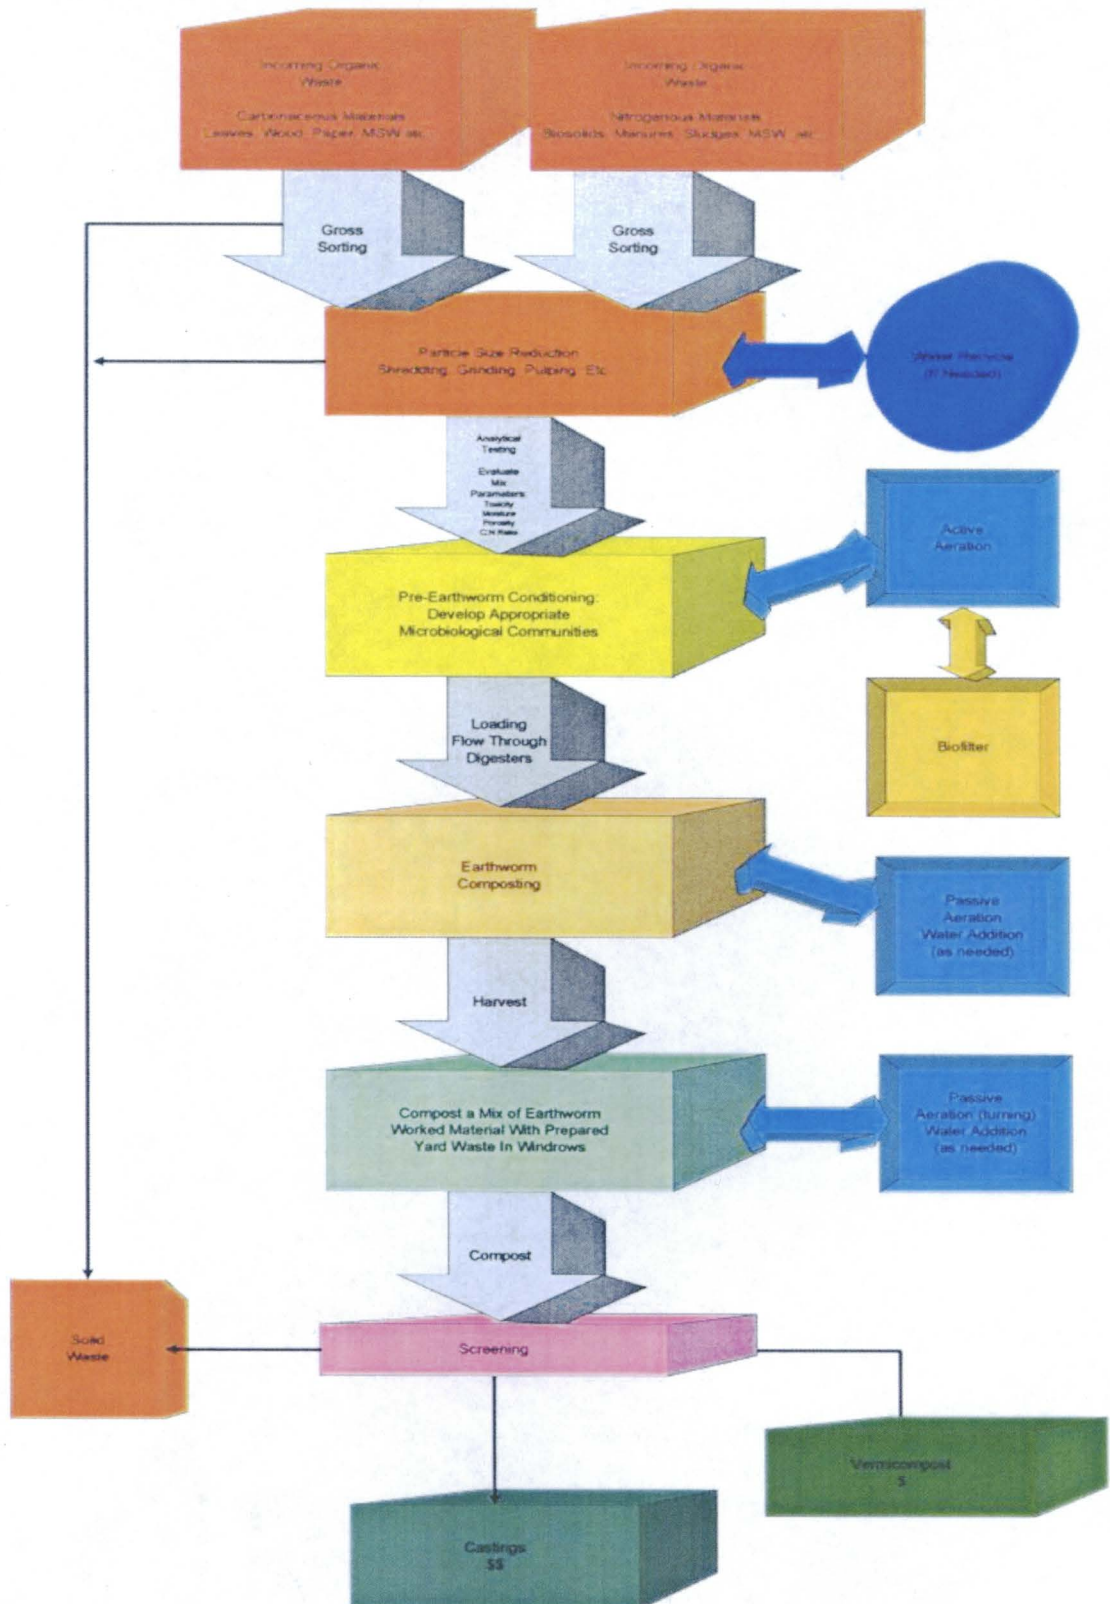 Incoming Organic
Waste
Carbonaceous Materials
Leaves, Wood, Paper, MSW etc.
Incoming Organic
Waste
Nitrogenous Materials
Biosolids, Manures, Sludges, MSW, etc.
Gross
Sorting
Gross
Sorting
Particle Size Reduction
Shredding, Grinding, Pulping, Etc
Water Recycle
(If Needed)
Analytical
Testing
Evaluate
Mix
Parameters
Toxicity
Moisture
Porosity
C:N Ratio
Active
Aeration
Pre-Earthworm Conditioning:
Develop Appropriate
Microbiological Communities
Loading
Flow Through
Digesters
Biofilter
Earthworm
Composting
Passive
Aeration
Water Addition
(as needed)
Harvest
Compost a Mix of Earthworm
Worked Material With Prepared
Yard Waste In Windrows
Passive
Aeration (turning)
Water Addition
(as needed)
Compost
Solid
Waste
Screening
Vermicompost
$
Castings
$$